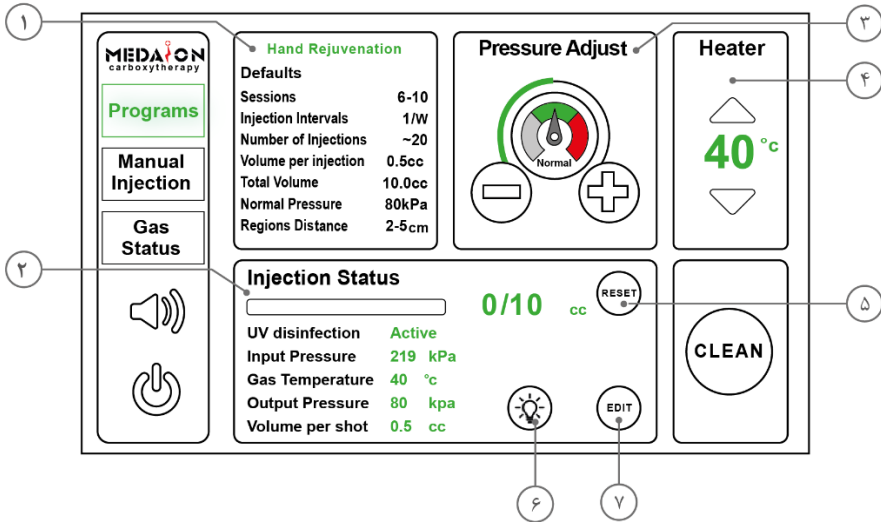 ۱
۳
۴
۲
۵
۶
۷
MEDAION
carboxytherapy
Programs
Manual
Injection
Gas
Status
Hand Rejuvenation
Defaults
Sessions 6-10
Injection Intervals 1/W
Number of Injections ~20
Volume per injection 0.5cc
Total Volume 10.0cc
Normal Pressure 80kPa
Regions Distance 2-5cm
Pressure Adjust
Normal
Heater
40 °c
Injection Status
0/10 cc
RESET
UV disinfection Active
Input Pressure 219 kPa
Gas Temperature 40 °c
Output Pressure 80 kpa
Volume per shot 0.5 cc
EDIT
CLEAN